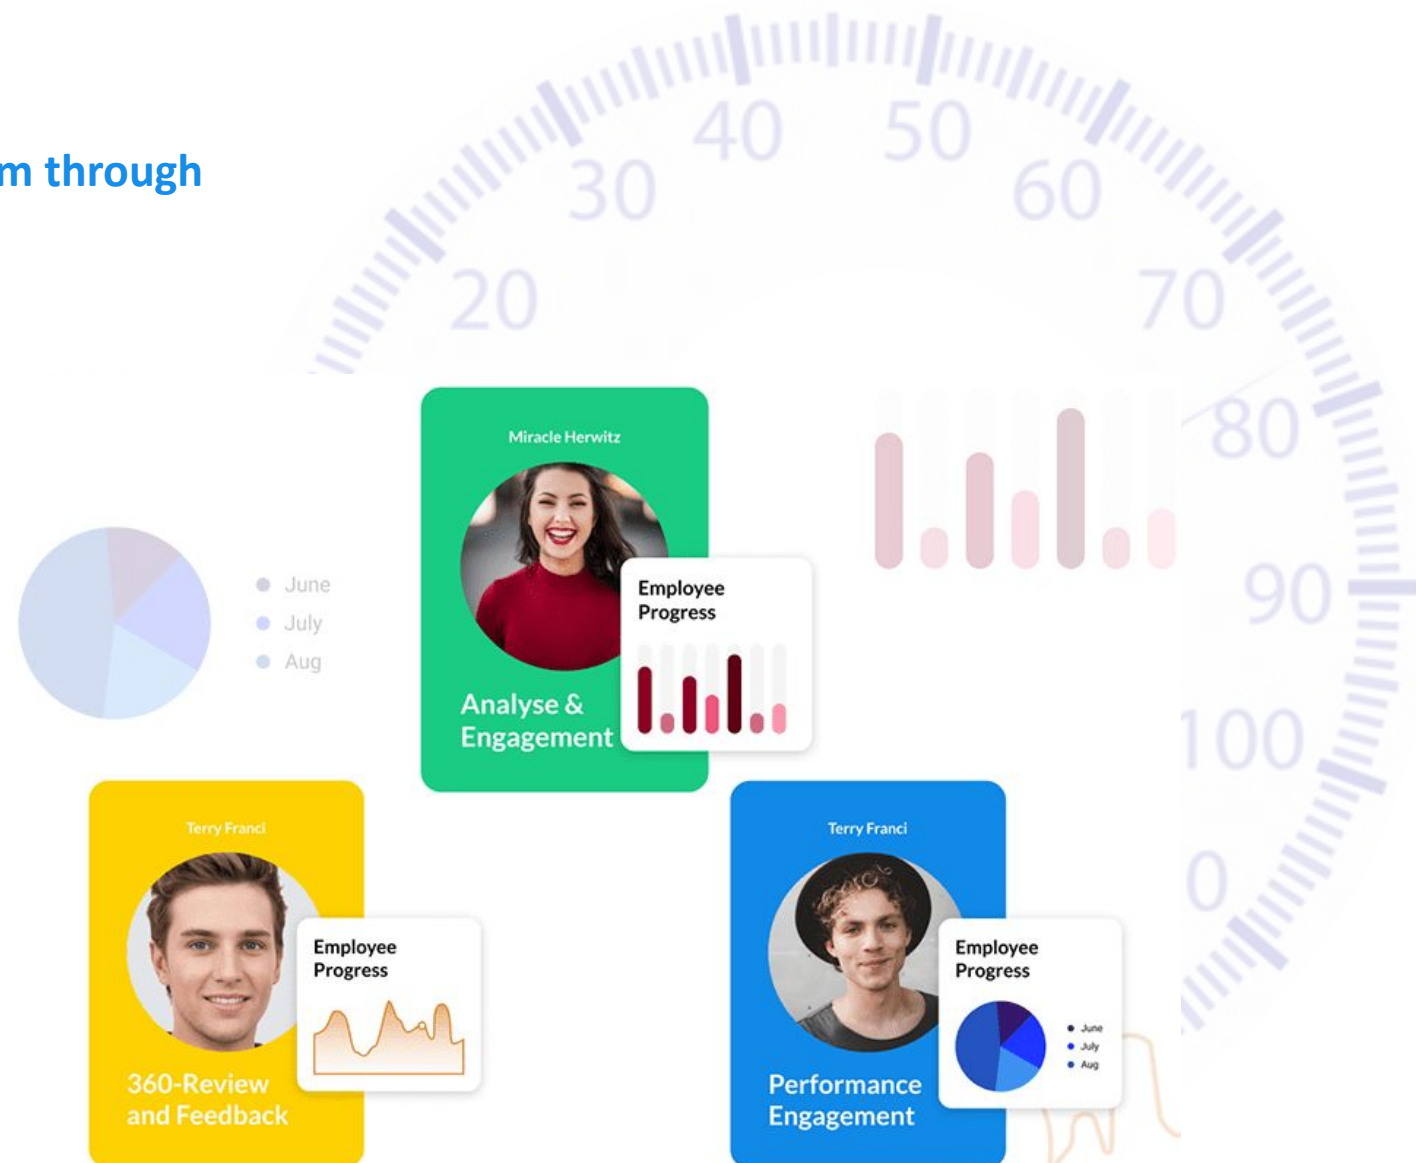 m through
40 50
30 60
20 70
80
90
100
0
Miracle Herwitz
Employee
Progress
Analyse &
Engagement
June
July
Aug
Terry Franci
Employee
Progress
360-Review
and Feedback
Terry Franci
Employee
Progress
June
July
Aug
Performance
Engagement